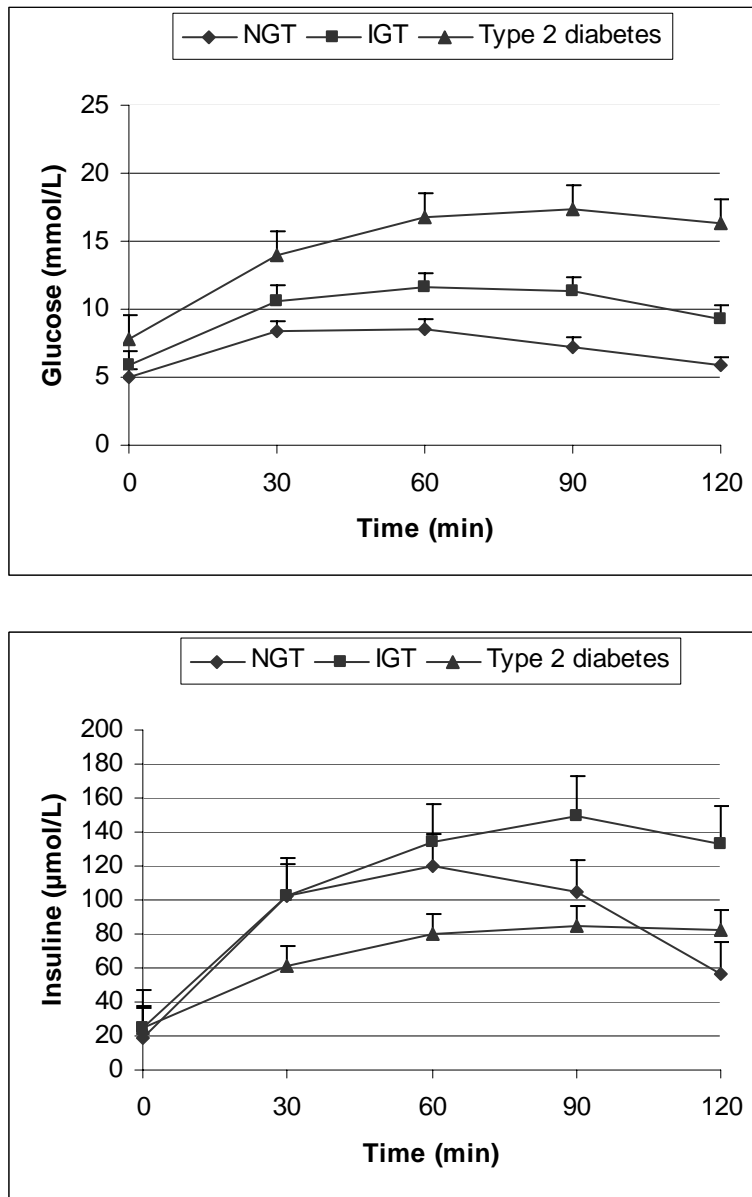 NGT IGT Type 2 diabetes
25
20
15
10
5
0
Glucose (mmol/L)
0 30 60 90 120
Time (min)
NGT IGT Type 2 diabetes
200
180
160
140
120
100
80
60
40
20
0
Insuline (µmol/L)
0 30 60 90 120
Time (min)